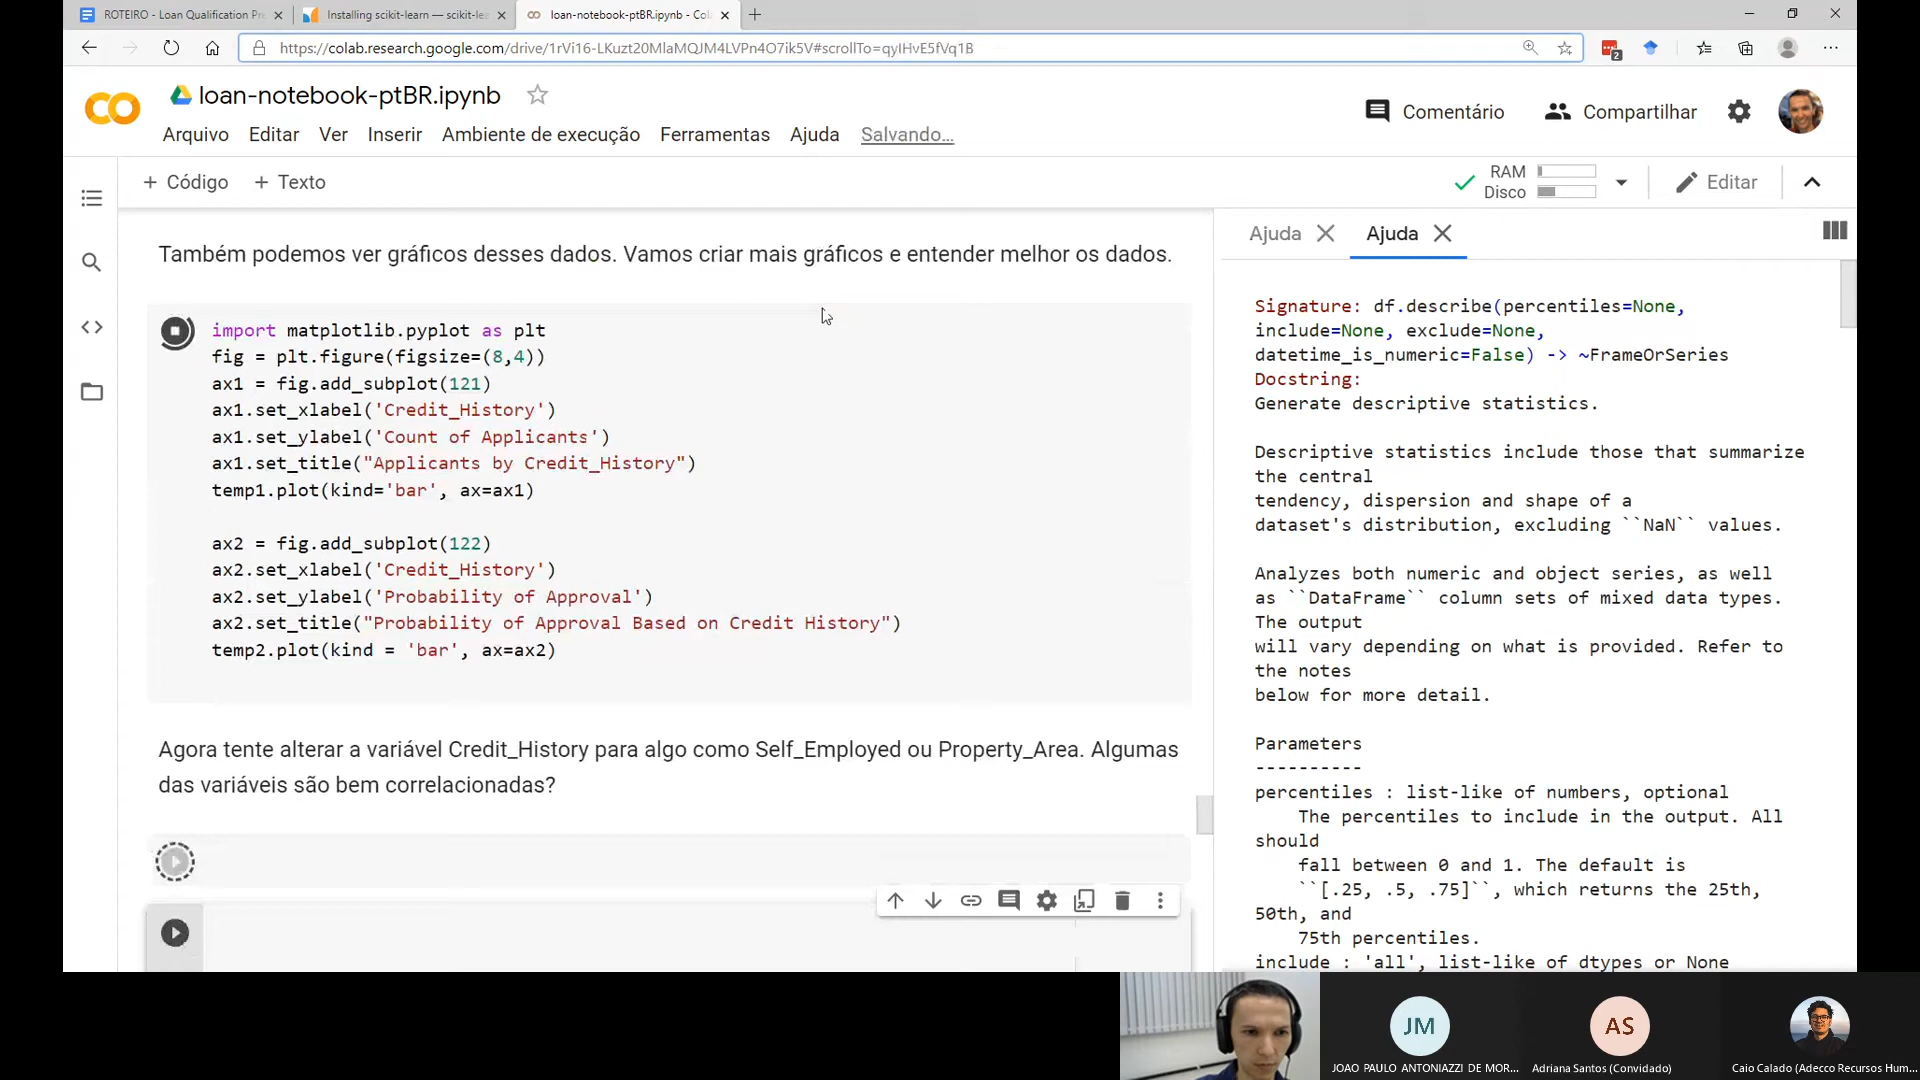 ROTEIRO - Loan Qualification Pre
Installing scikit-learn — scikit-lea
loan-notebook-ptBR.ipynb - Col
https://colab.research.google.com/drive/1rVi16-LKuzt20MlaMQJM4LVPn4O7ik5V#scrollTo=qyIHvE5fVq1B
2
loan-notebook-ptBR.ipynb
Comentário
Compartilhar
Arquivo Editar Ver Inserir Ambiente de execução Ferramentas Ajuda Salvando...
+ Código + Texto
RAM
Disco
Editar
Ajuda
Ajuda
Também podemos ver gráficos desses dados. Vamos criar mais gráficos e entender melhor os dados.
import matplotlib.pyplot as plt
fig = plt.figure(figsize=(8,4))
ax1 = fig.add_subplot(121)
ax1.set_xlabel('Credit_History')
ax1.set_ylabel('Count of Applicants')
ax1.set_title("Applicants by Credit_History")
temp1.plot(kind='bar', ax=ax1)
ax2 = fig.add_subplot(122)
ax2.set_xlabel('Credit_History')
ax2.set_ylabel('Probability of Approval')
ax2.set_title("Probability of Approval Based on Credit History")
temp2.plot(kind = 'bar', ax=ax2)
Agora tente alterar a variável Credit_History para algo como Self_Employed ou Property_Area. Algumas
das variáveis são bem correlacionadas?
Signature: df.describe(percentiles=None,
include=None, exclude=None,
datetime_is_numeric=False) -> ~FrameOrSeries
Docstring:
Generate descriptive statistics.
Descriptive statistics include those that summarize
the central
tendency, dispersion and shape of a
dataset's distribution, excluding ``NaN`` values.
Analyzes both numeric and object series, as well
as ``DataFrame`` column sets of mixed data types.
The output
will vary depending on what is provided. Refer to
the notes
below for more detail.
Parameters
----------
percentiles : list-like of numbers, optional
The percentiles to include in the output. All
should
fall between 0 and 1. The default is
``[.25, .5, .75]``, which returns the 25th,
50th, and
75th percentiles.
include : 'all', list-like of dtypes or None
JM
AS
JOAO PAULO ANTONIAZZI DE MOR...
Adriana Santos (Convidado)
Caio Calado (Adecco Recursos Hum...